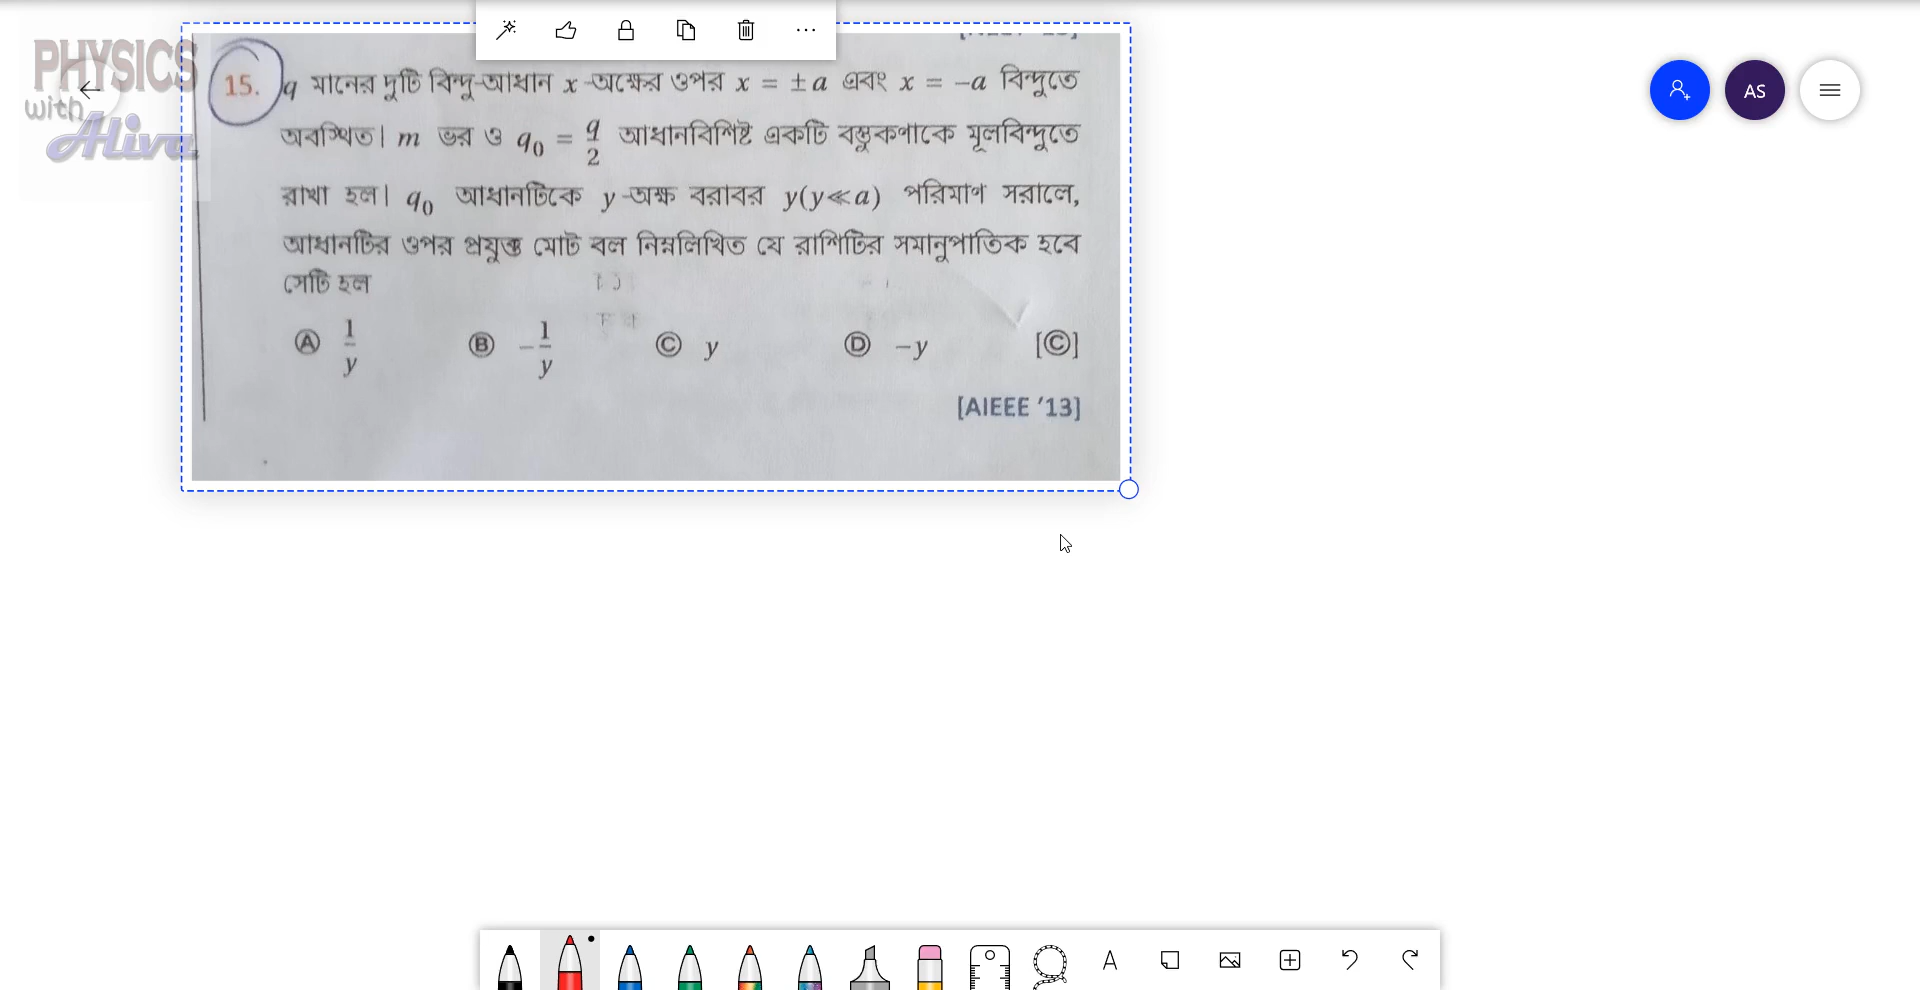 PHYSICS
with
Aliva
15. q মানের দুটি বিন্দু-আধান x-অক্ষের ওপর x = ±a এবং x = −a বিন্দুতে
অবস্থিত। m ভর ও q₀ = q/2 আধানবিশিষ্ট একটি বস্তুকণাকে মূলবিন্দুতে
রাখা হল। q₀ আধানটিকে y-অক্ষ বরাবর y(y≪a) পরিমাণ সরালে,
আধানটির ওপর প্রযুক্ত মোট বল নিম্নলিখিত যে রাশিটির সমানুপাতিক হবে
সেটি হল
Ⓐ 1/y Ⓑ −1/y Ⓒ y Ⓓ −y [Ⓒ]
[AIEEE ’13]
AS